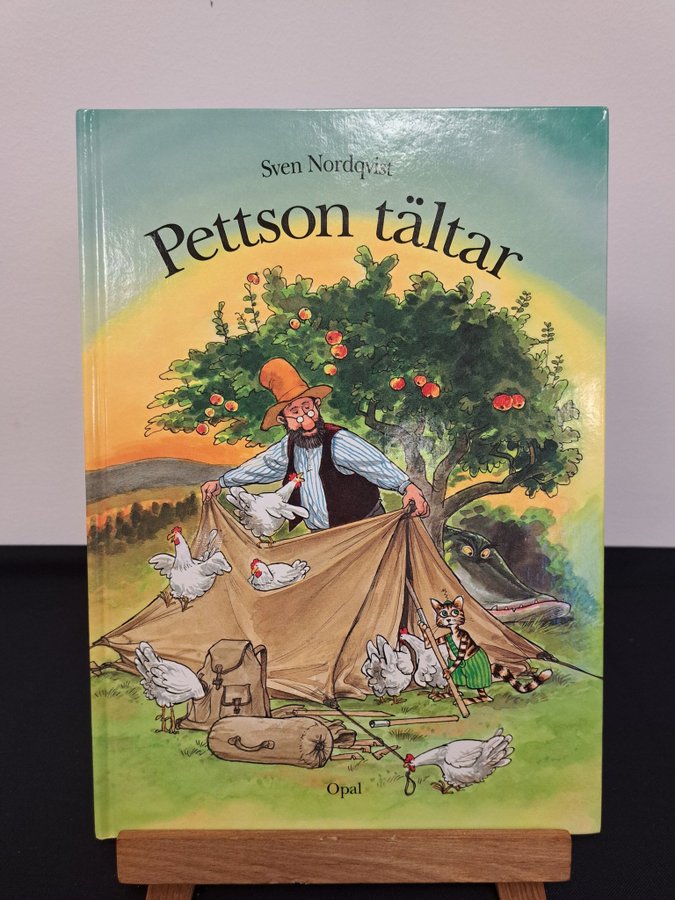 Sven Nordqvist
Pettson tältar
Opal